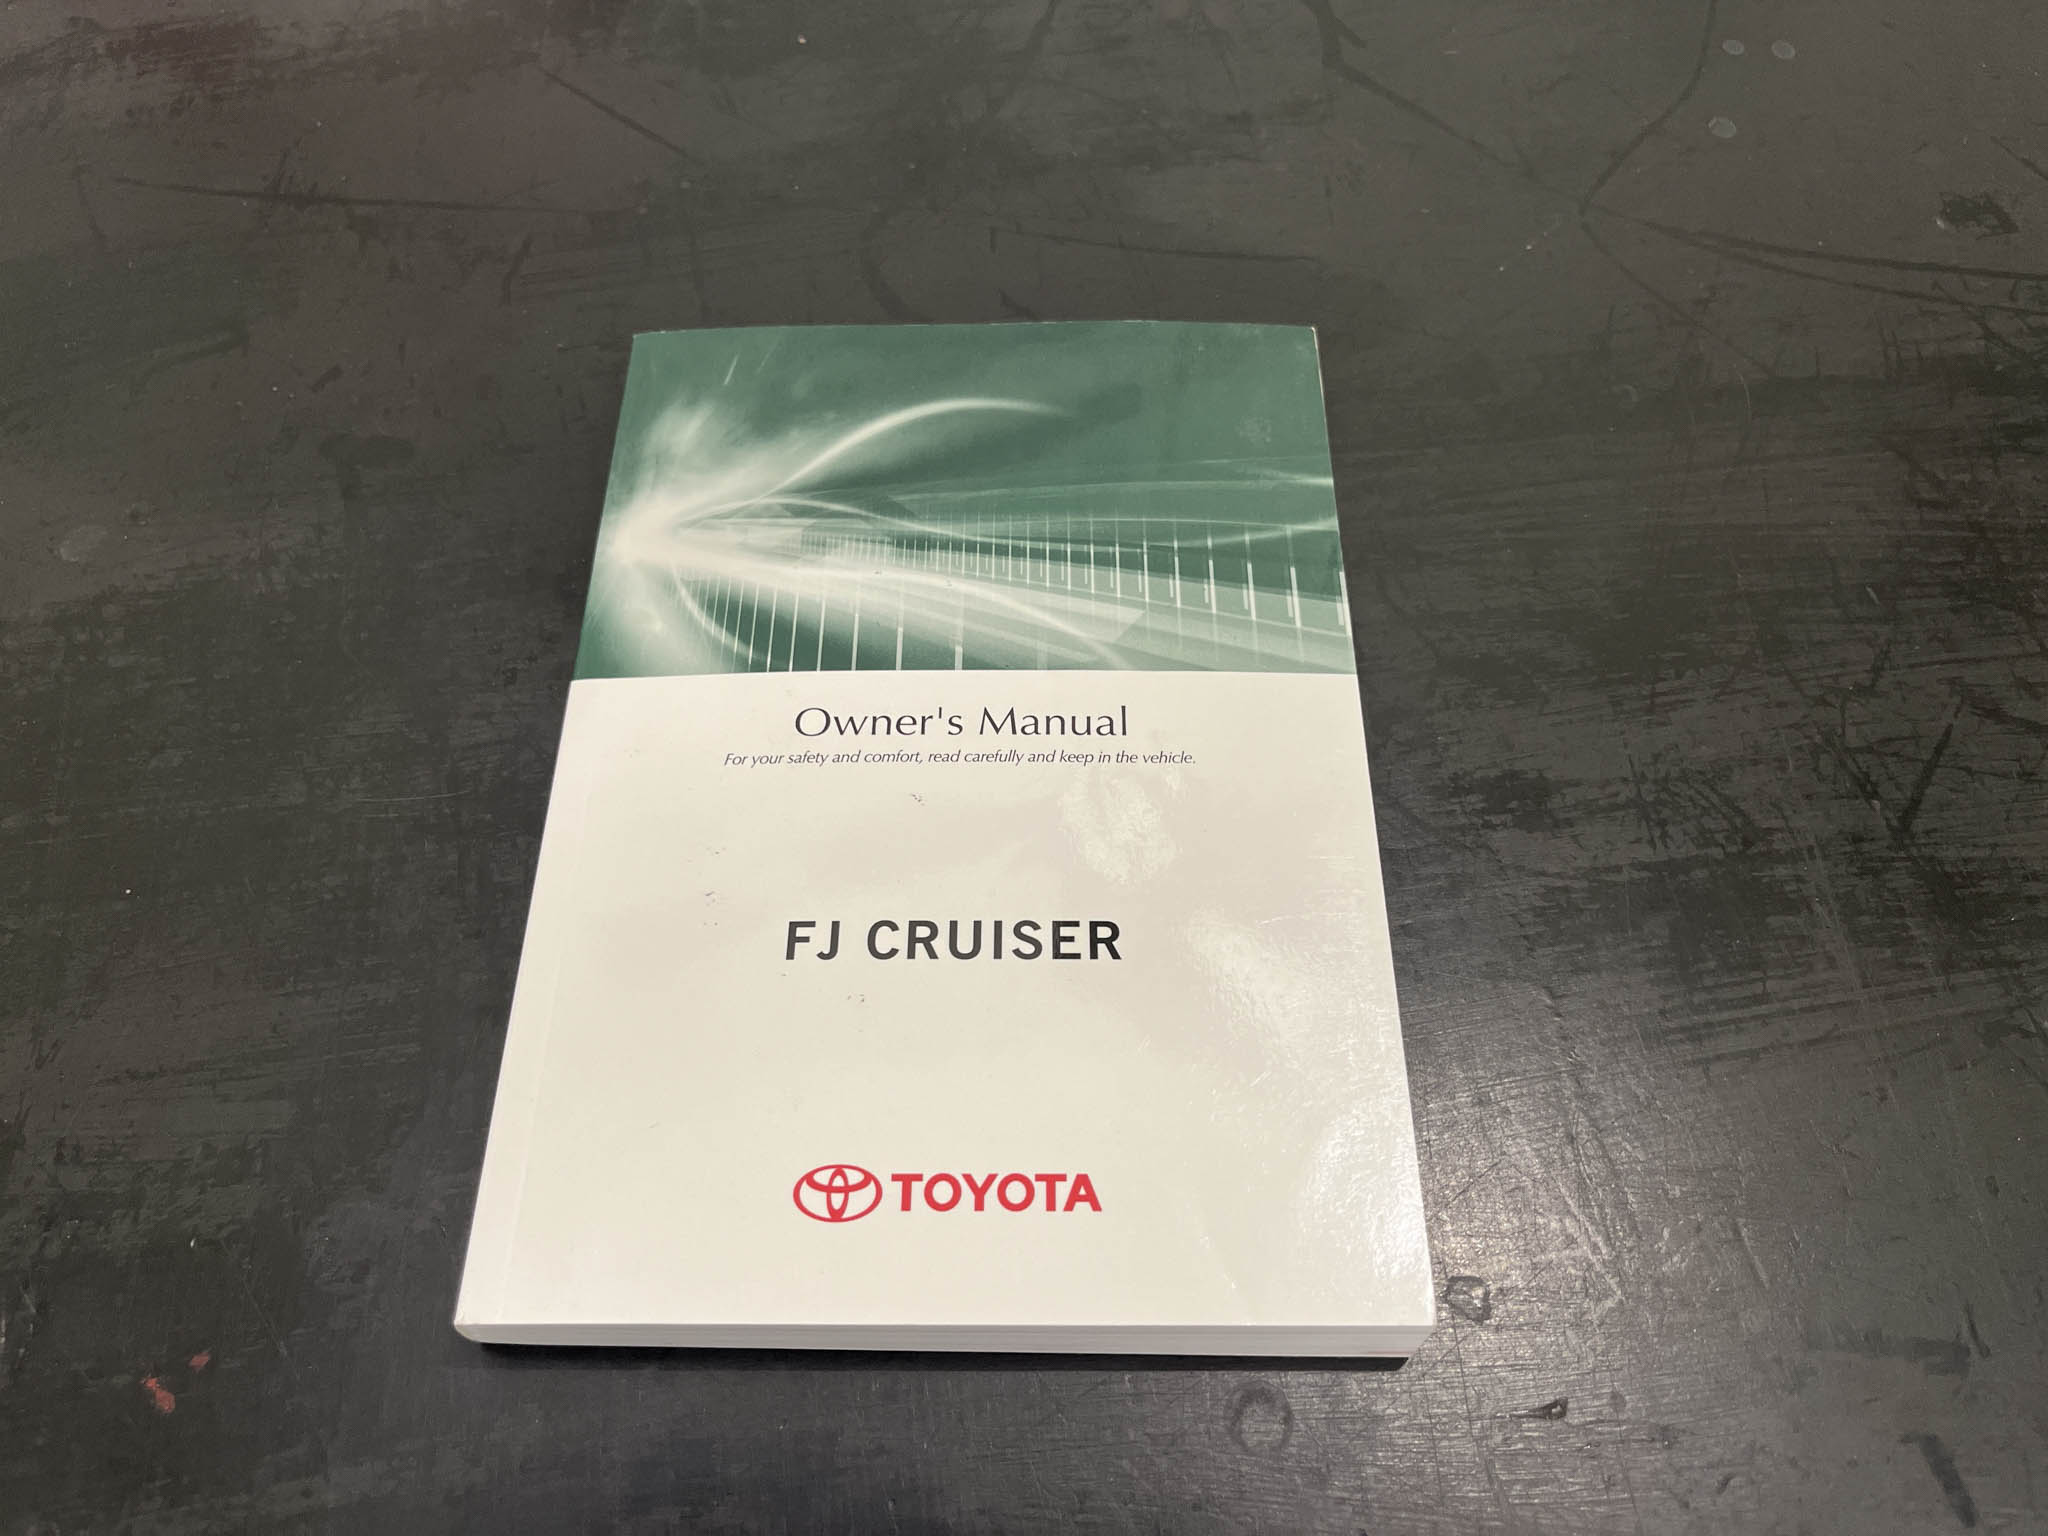 Owner's Manual
For your safety and comfort, read carefully and keep in the vehicle.
FJ CRUISER
TOYOTA